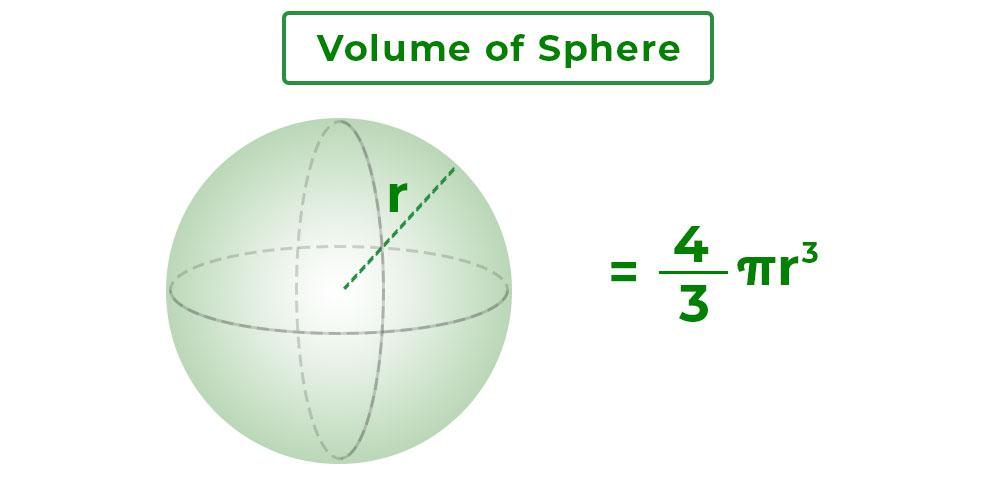 Volume of Sphere
r
= 4/3 πr³